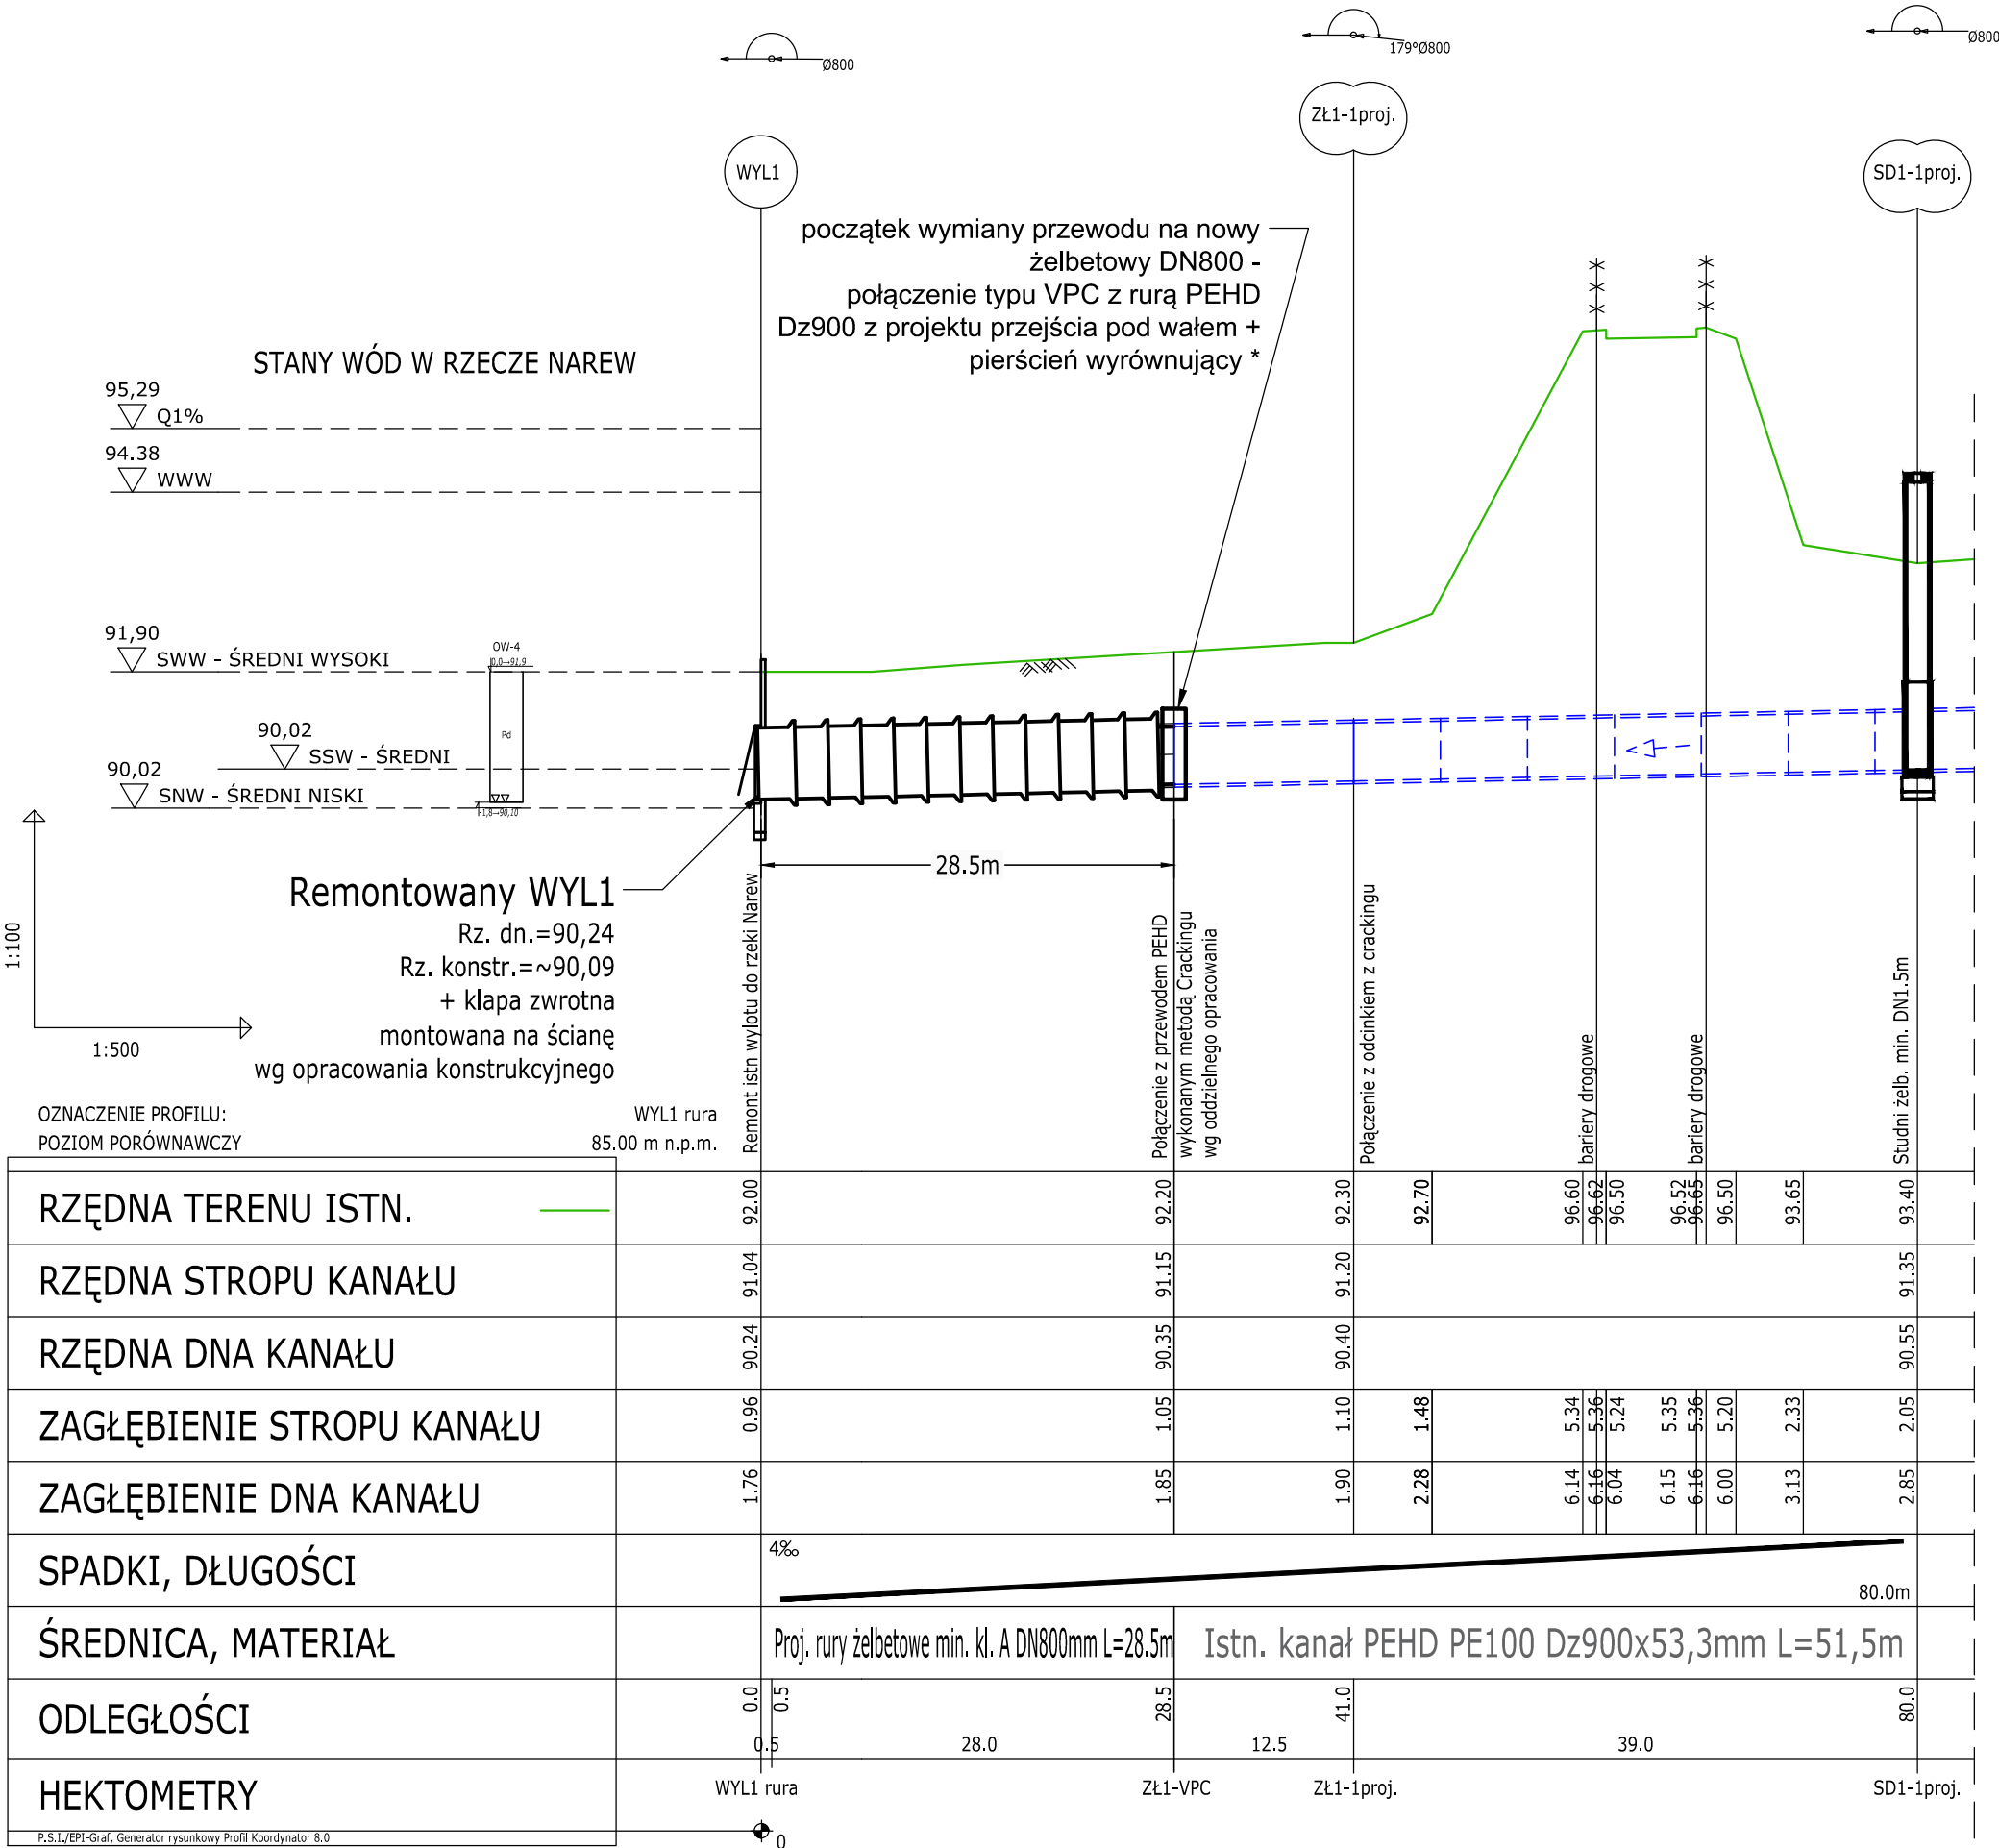 Ø800
179°Ø800
Ø800
WYL1
ZŁ1-1proj.
SD1-1proj.
początek wymiany przewodu na nowy
żelbetowy DN800 -
połączenie typu VPC z rurą PEHD
Dz900 z projektu przejścia pod wałem +
pierścień wyrównujący *
STANY WÓD W RZECZE NAREW
95,29
Q1%
94.38
WWW
91,90
SWW - ŚREDNI WYSOKI
90,02
SSW - ŚREDNI
90,02
SNW - ŚREDNI NISKI
OW-4
0,0→91,9
Pd
1,8→90,10
28.5m
Remontowany WYL1
Rz. dn.=90,24
Rz. konstr.=~90,09
+ klapa zwrotna
montowana na ścianę
wg opracowania konstrukcyjnego
1:100
1:500
Remont istn wylotu do rzeki Narew
Połączenie z przewodem PEHD
wykonanym metodą Crackingu
wg oddzielnego opracowania
Połączenie z odcinkiem z crackingu
bariery drogowe
bariery drogowe
Studni żelb. min. DN1.5m
OZNACZENIE PROFILU: WYL1 rura
POZIOM PORÓWNAWCZY 85.00 m n.p.m.
RZĘDNA TERENU ISTN. 92.00 92.20 92.30 92.70 96.60 96.62 96.50 96.52 96.65 96.50 93.65 93.40
RZĘDNA STROPU KANAŁU 91.04 91.15 91.20 91.35
RZĘDNA DNA KANAŁU 90.24 90.35 90.40 90.55
ZAGŁĘBIENIE STROPU KANAŁU 0.96 1.05 1.10 1.48 5.34 5.36 5.24 5.35 5.36 5.20 2.33 2.05
ZAGŁĘBIENIE DNA KANAŁU 1.76 1.85 1.90 2.28 6.14 6.16 6.04 6.15 6.16 6.00 3.13 2.85
SPADKI, DŁUGOŚCI 4‰ 80.0m
ŚREDNICA, MATERIAŁ Proj. rury żelbetowe min. kl. A DN800mm L=28.5m Istn. kanał PEHD PE100 Dz900x53,3mm L=51,5m
ODLEGŁOŚCI 0.0 0.5 28.5 41.0 80.0
0.5 28.0 12.5 39.0
HEKTOMETRY WYL1 rura ZŁ1-VPC ZŁ1-1proj. SD1-1proj.
P.S.I./EPI-Graf, Generator rysunkowy Profil Koordynator 8.0
0